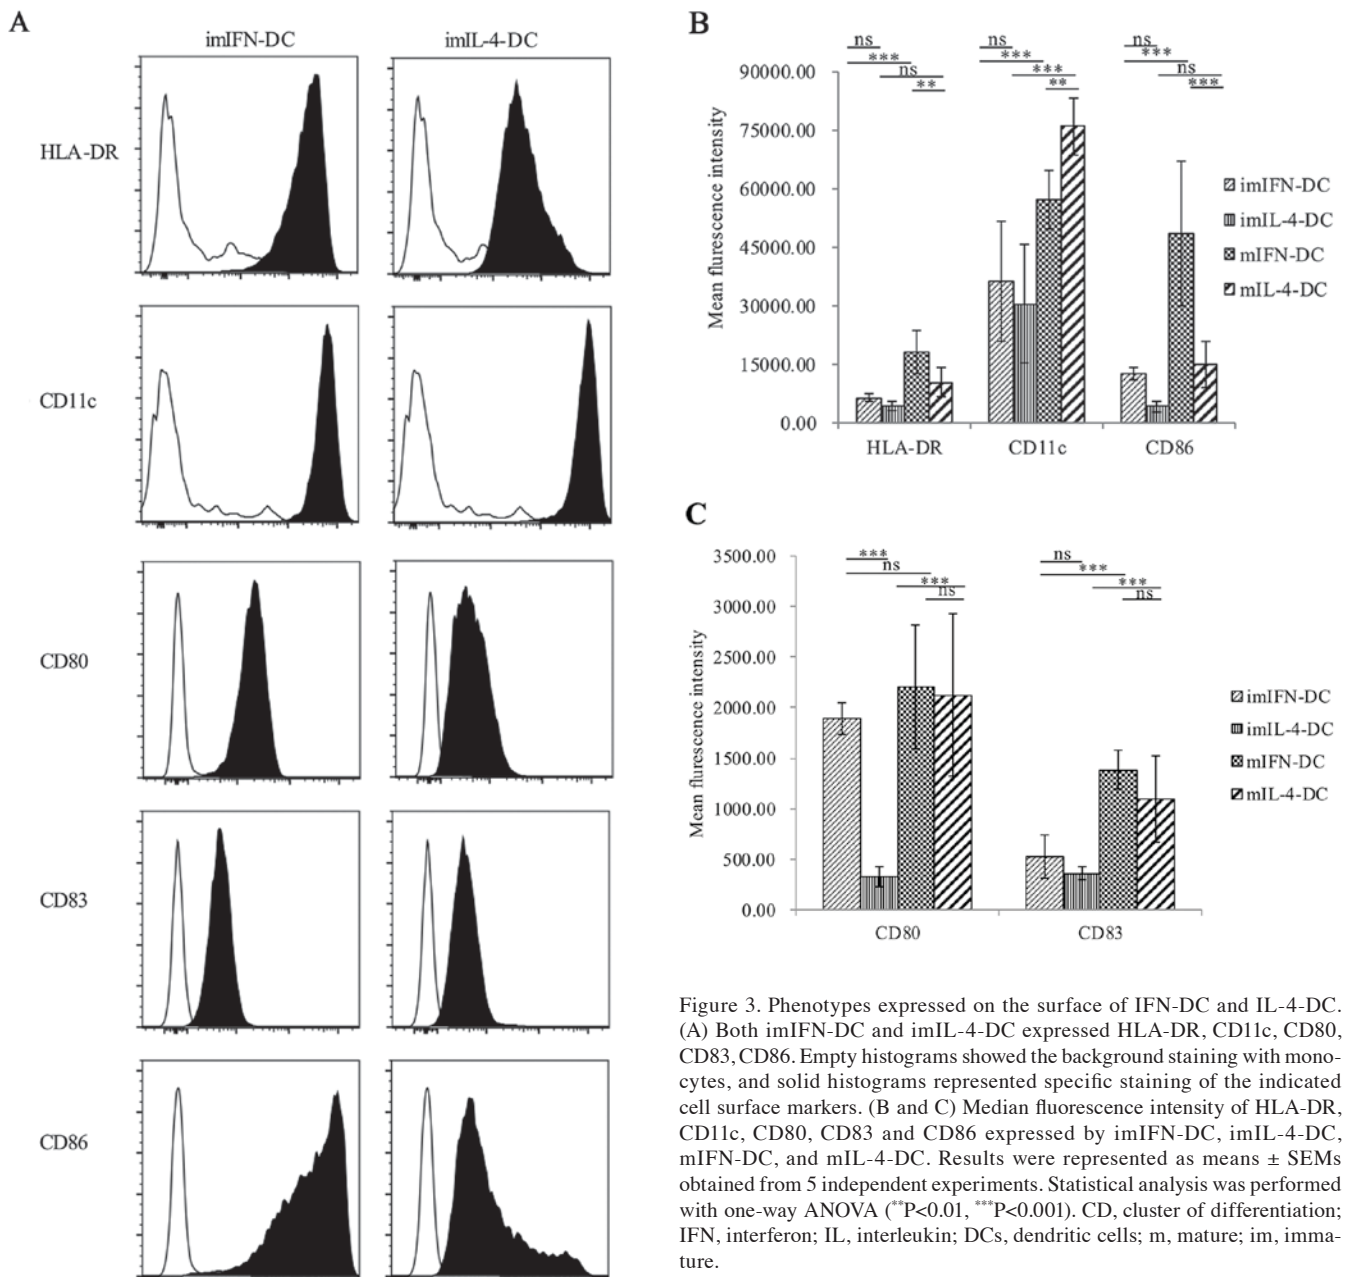 A
imIFN-DC
imIL-4-DC
HLA-DR
CD11c
CD80
CD83
CD86
B
ns
***
ns
**
ns
***
***
**
ns
***
ns
***
90000.00
75000.00
60000.00
45000.00
30000.00
15000.00
0.00
Mean flurescence intensity
HLA-DR
CD11c
CD86
imIFN-DC
imIL-4-DC
mIFN-DC
mIL-4-DC
C
***
ns
***
ns
ns
***
***
ns
3500.00
3000.00
2500.00
2000.00
1500.00
1000.00
500.00
0.00
Mean flurescence intensity
CD80
CD83
imIFN-DC
imIL-4-DC
mIFN-DC
mIL-4-DC
Figure 3. Phenotypes expressed on the surface of IFN-DC and IL-4-DC.
(A) Both imIFN-DC and imIL-4-DC expressed HLA-DR, CD11c, CD80,
CD83, CD86. Empty histograms showed the background staining with mono-
cytes, and solid histograms represented specific staining of the indicated
cell surface markers. (B and C) Median fluorescence intensity of HLA-DR,
CD11c, CD80, CD83 and CD86 expressed by imIFN-DC, imIL-4-DC,
mIFN-DC, and mIL-4-DC. Results were represented as means ± SEMs
obtained from 5 independent experiments. Statistical analysis was performed
with one-way ANOVA (**P<0.01, ***P<0.001). CD, cluster of differentiation;
IFN, interferon; IL, interleukin; DCs, dendritic cells; m, mature; im, imma-
ture.